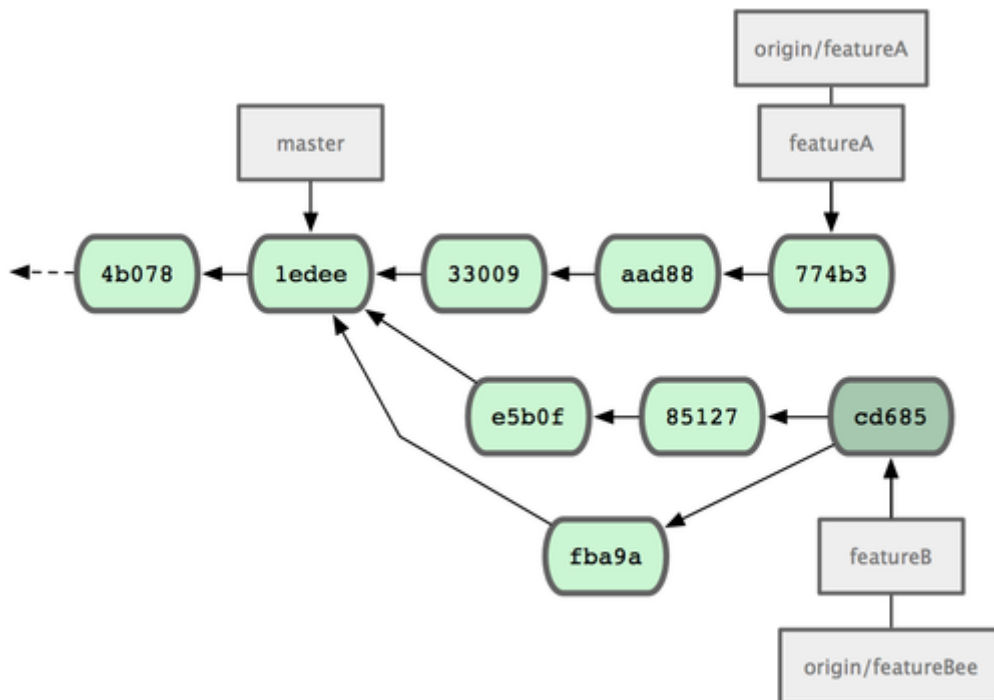 origin/featureA
master
featureA
4b078
1edee
33009
aad88
774b3
e5b0f
85127
cd685
fba9a
featureB
origin/featureBee